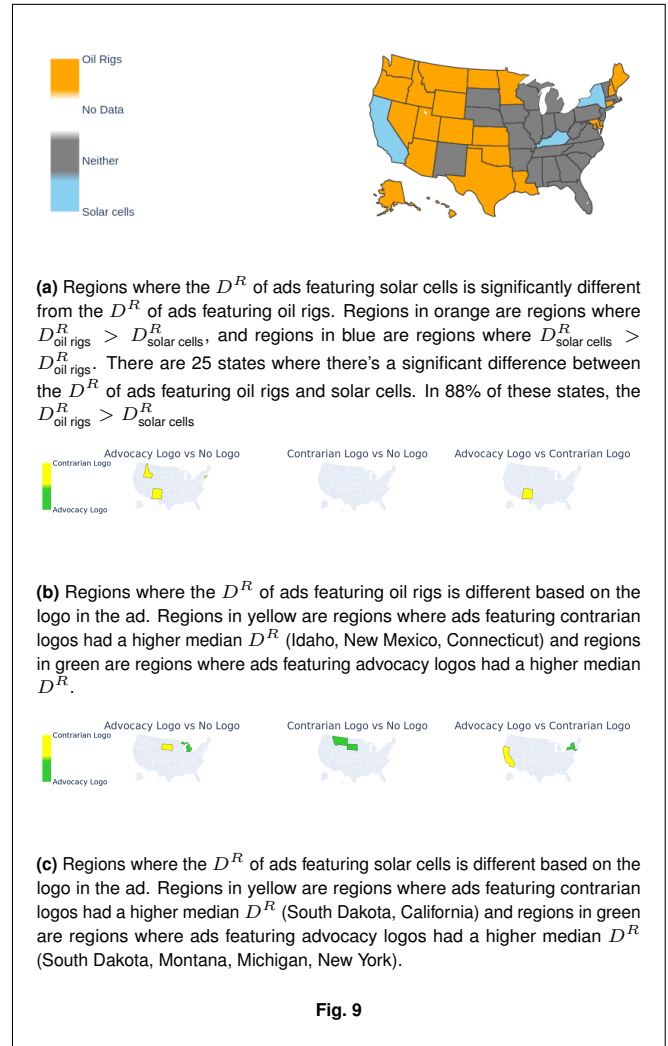 Oil Rigs
No Data
Neither
Solar cells
(a) Regions where the D^R of ads featuring solar cells is significantly different
from the D^R of ads featuring oil rigs. Regions in orange are regions where
D^R_oil rigs > D^R_solar cells, and regions in blue are regions where D^R_solar cells >
D^R_oil rigs. There are 25 states where there's a significant difference between
the D^R of ads featuring oil rigs and solar cells. In 88% of these states, the
D^R_oil rigs > D^R_solar cells
Advocacy Logo vs No Logo
Contrarian Logo vs No Logo
Advocacy Logo vs Contrarian Logo
Contrarian Logo
Advocacy Logo
(b) Regions where the D^R of ads featuring oil rigs is different based on the
logo in the ad. Regions in yellow are regions where ads featuring contrarian
logos had a higher median D^R (Idaho, New Mexico, Connecticut) and regions
in green are regions where ads featuring advocacy logos had a higher median
D^R.
Advocacy Logo vs No Logo
Contrarian Logo vs No Logo
Advocacy Logo vs Contrarian Logo
Contrarian Logo
Advocacy Logo
(c) Regions where the D^R of ads featuring solar cells is different based on the
logo in the ad. Regions in yellow are regions where ads featuring contrarian
logos had a higher median D^R (South Dakota, California) and regions in green
are regions where ads featuring advocacy logos had a higher median D^R
(South Dakota, Montana, Michigan, New York).
Fig. 9